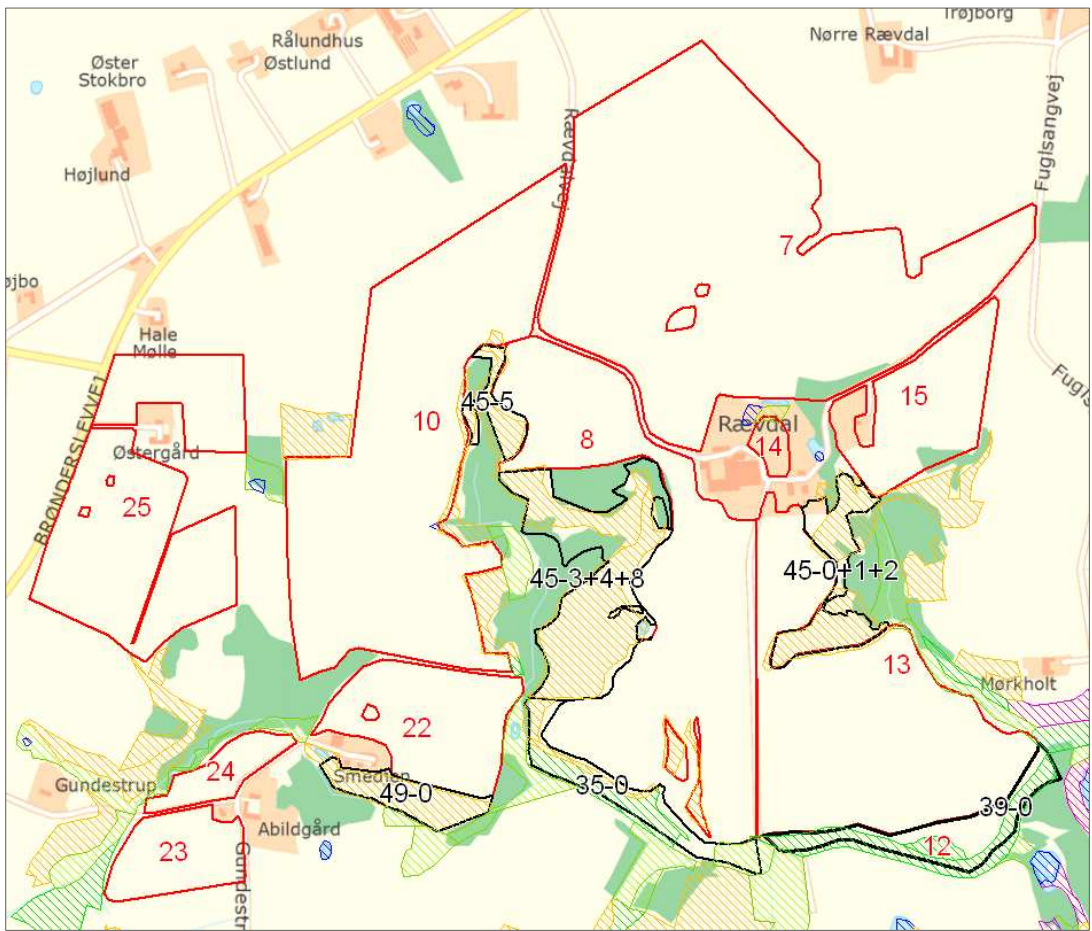 Trøjborg
Rålundhus
Nørre Rævdal
Øster
Stokbro
Østlund
Rævdalvej
Fuglsangvej
Højlund
7
øjbo
Hale
Mølle
Fugls
BRØNDERSLEVVEJ
45-5
10
8
15
Rævdal
14
Østergård
25
45-3+4+8
45-0+1+2
13
Mørkholt
22
24
Gundestrup
Smedien
49-0
35-0
39-0
Abildgård
12
23
Gundestr